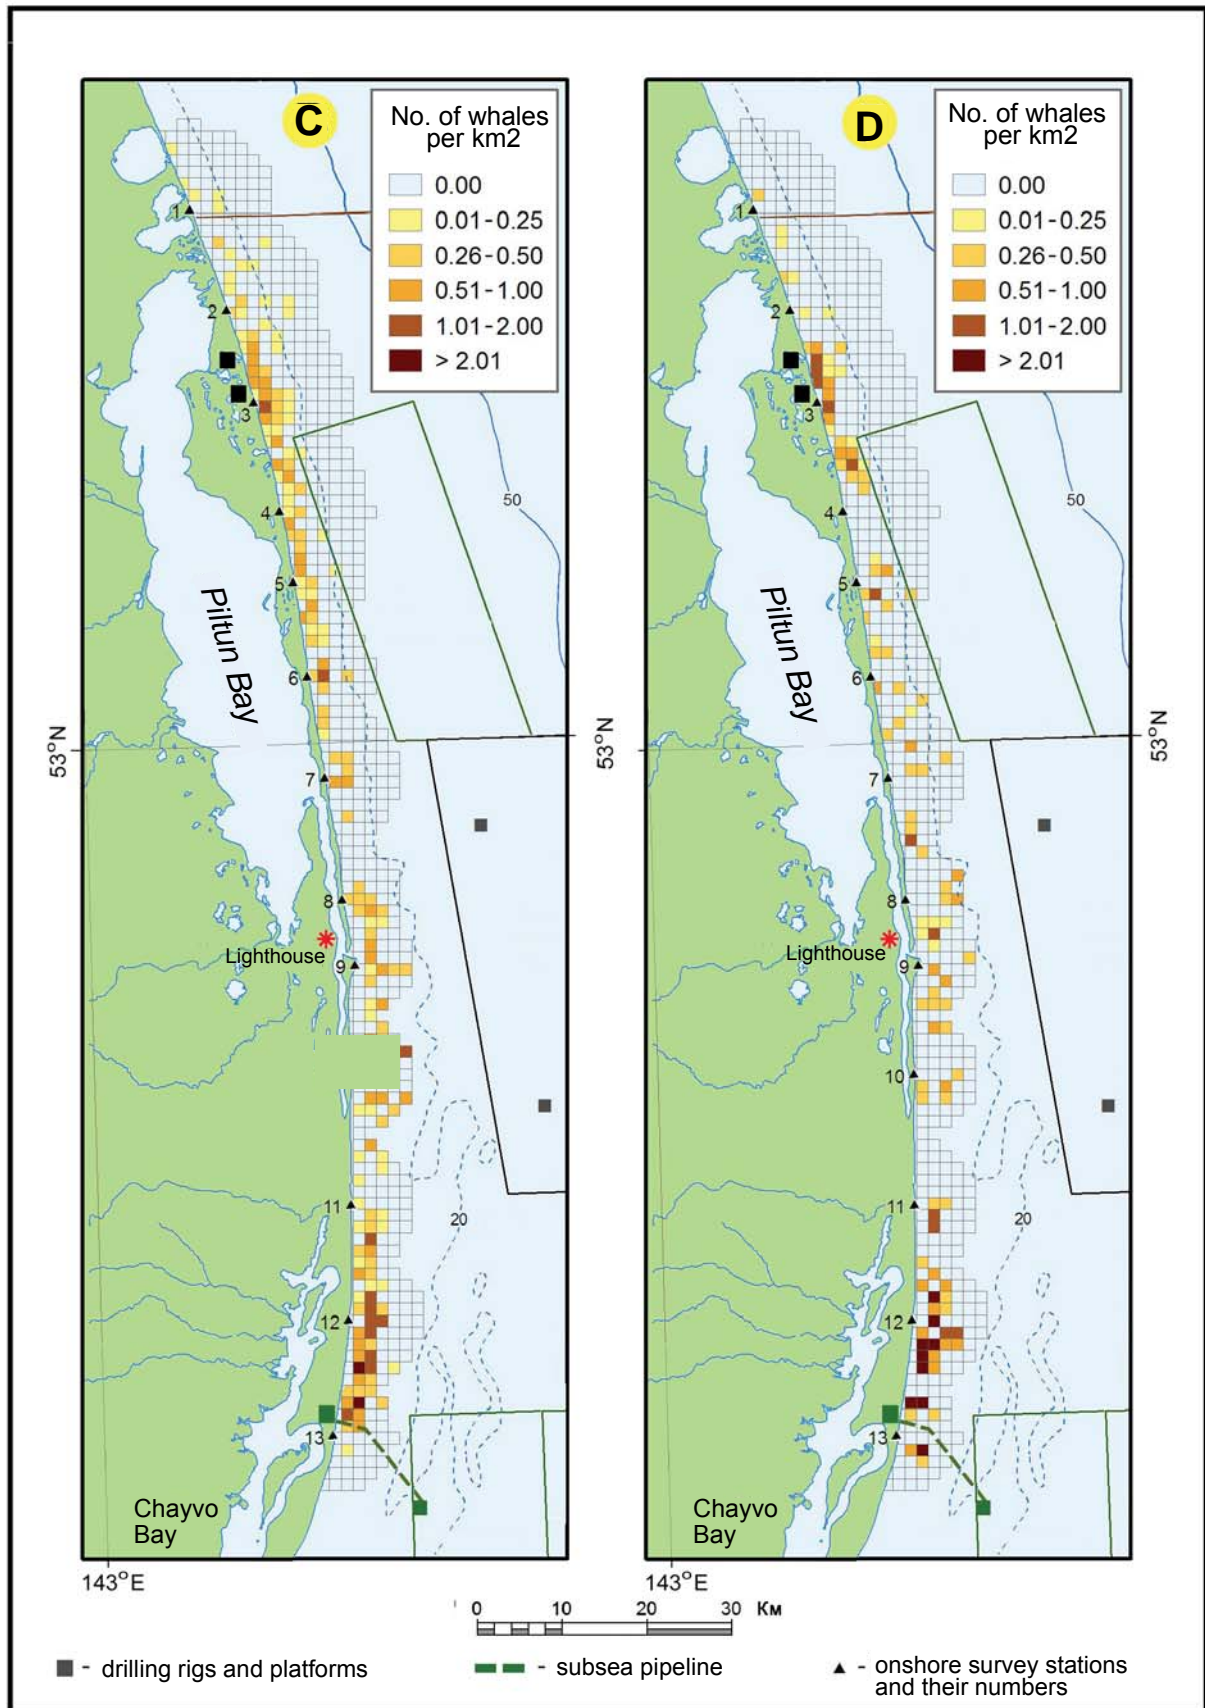 C
No. of whales
per km2
0.00
0.01-0.25
0.26-0.50
0.51-1.00
1.01-2.00
> 2.01
1
2
3
4
50
5
Piltun Bay
6
53°N
7
8
Lighthouse
9
11
20
12
13
Chayvo
Bay
143°E
D
No. of whales
per km2
0.00
0.01-0.25
0.26-0.50
0.51-1.00
1.01-2.00
> 2.01
1
2
3
4
50
5
Piltun Bay
6
53°N
53°N
7
8
Lighthouse
9
10
11
20
12
13
Chayvo
Bay
143°E
0 10 20 30 Км
- drilling rigs and platforms
- subsea pipeline
- onshore survey stations
and their numbers